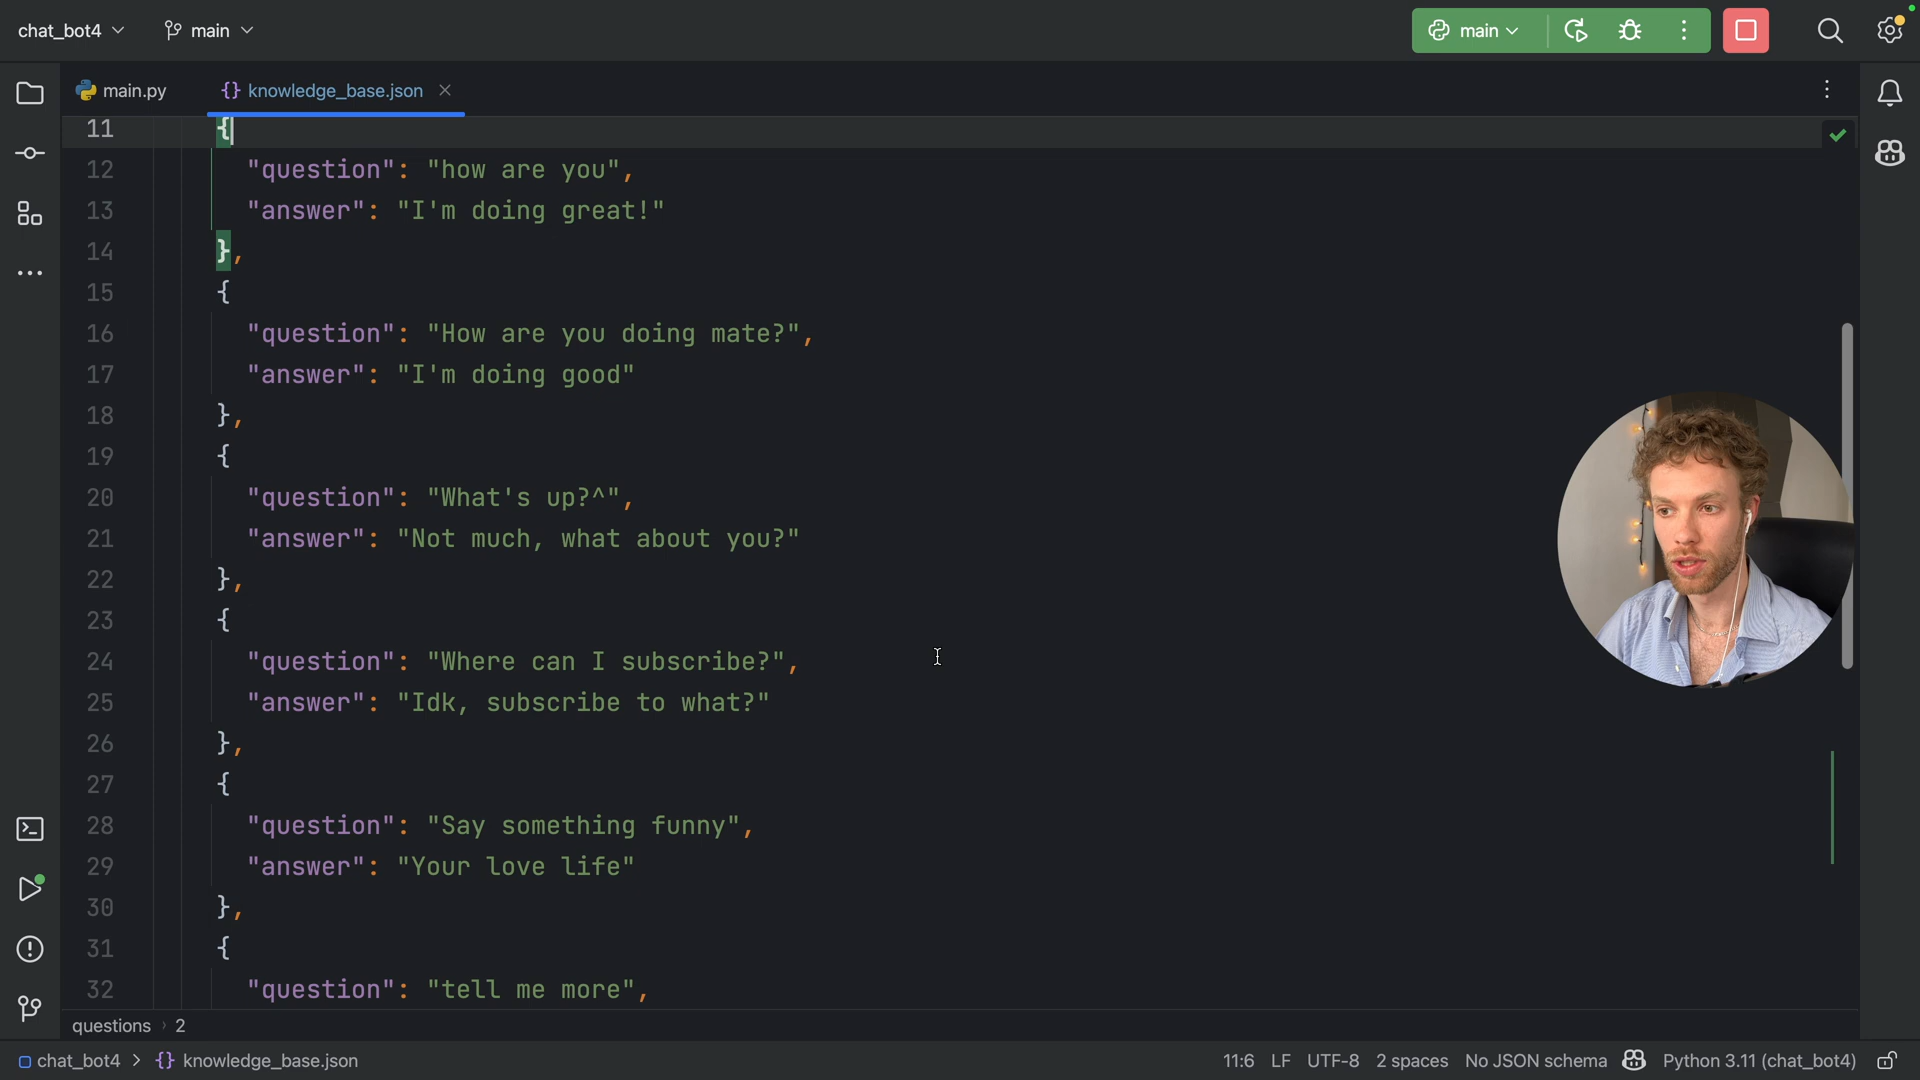 chat_bot4 main main
main.py {} knowledge_base.json
11 {
12 "question": "how are you",
13 "answer": "I'm doing great!"
14 },
15 {
16 "question": "How are you doing mate?",
17 "answer": "I'm doing good"
18 },
19 {
20 "question": "What's up?^",
21 "answer": "Not much, what about you?"
22 },
23 {
24 "question": "Where can I subscribe?",
25 "answer": "Idk, subscribe to what?"
26 },
27 {
28 "question": "Say something funny",
29 "answer": "Your love life"
30 },
31 {
32 "question": "tell me more",
questions › 2
chat_bot4 > {} knowledge_base.json 11:6 LF UTF-8 2 spaces No JSON schema Python 3.11 (chat_bot4)